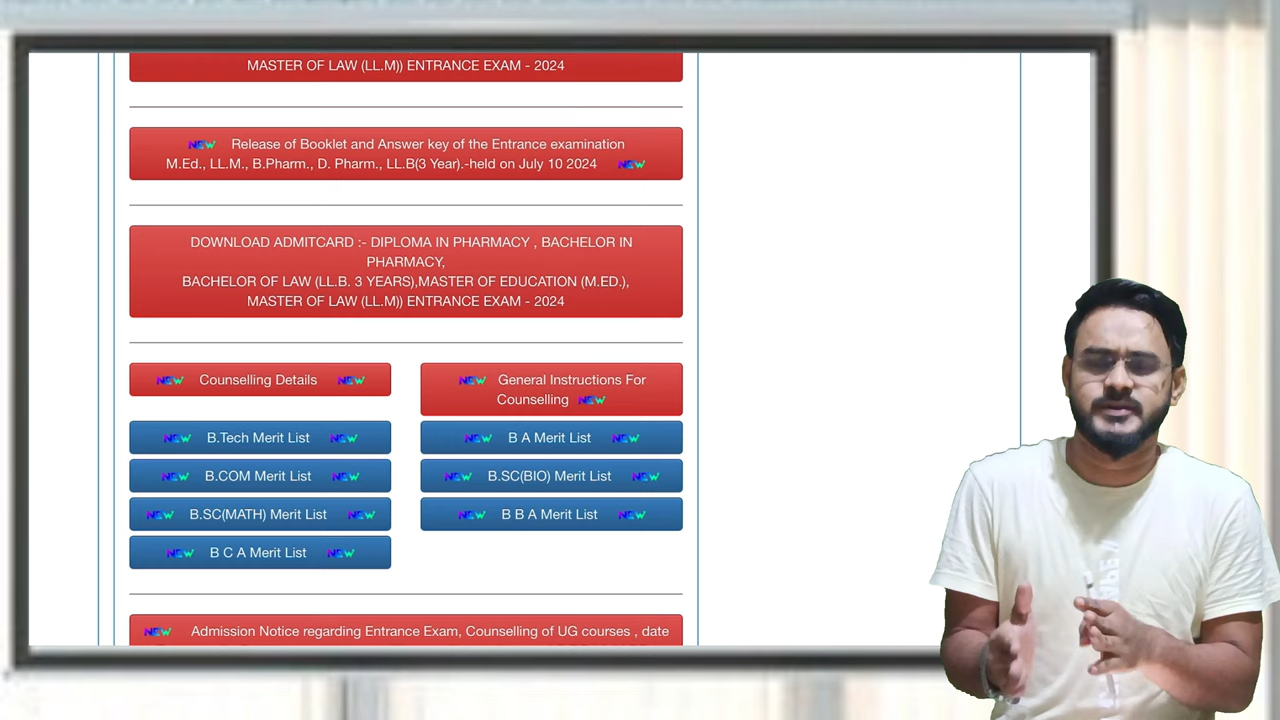 MASTER OF LAW (LL.M)) ENTRANCE EXAM - 2024
NEW Release of Booklet and Answer key of the Entrance examination
M.Ed., LL.M., B.Pharm., D. Pharm., LL.B(3 Year).-held on July 10 2024 NEW
DOWNLOAD ADMITCARD :- DIPLOMA IN PHARMACY , BACHELOR IN
PHARMACY,
BACHELOR OF LAW (LL.B. 3 YEARS),MASTER OF EDUCATION (M.ED.),
MASTER OF LAW (LL.M)) ENTRANCE EXAM - 2024
NEW Counselling Details NEW
NEW General Instructions For
Counselling NEW
NEW B.Tech Merit List NEW
NEW B A Merit List NEW
NEW B.COM Merit List NEW
NEW B.SC(BIO) Merit List NEW
NEW B.SC(MATH) Merit List NEW
NEW B B A Merit List NEW
NEW B C A Merit List NEW
NEW Admission Notice regarding Entrance Exam, Counselling of UG courses , date